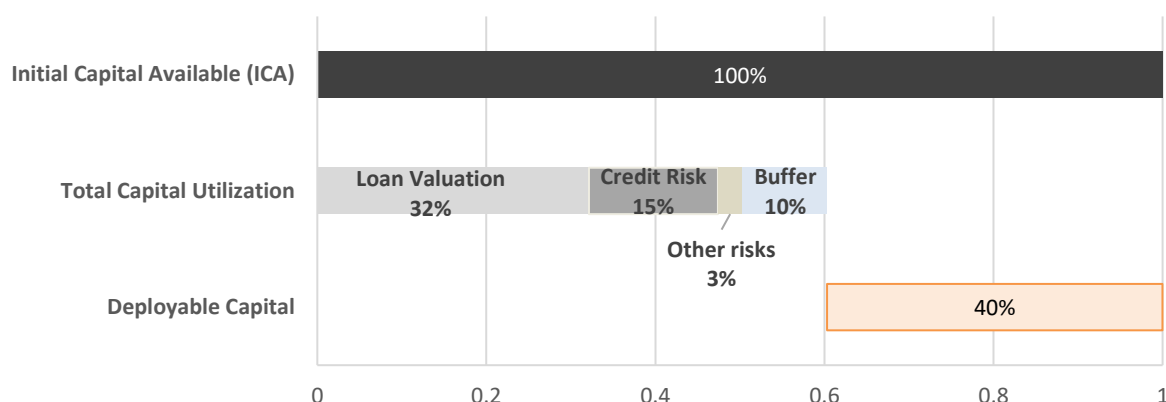 Initial Capital Available (ICA)
100%
Total Capital Utilization
Loan Valuation
32%
Credit Risk
15%
Buffer
10%
Other risks
3%
Deployable Capital
40%
0 0.2 0.4 0.6 0.8 1